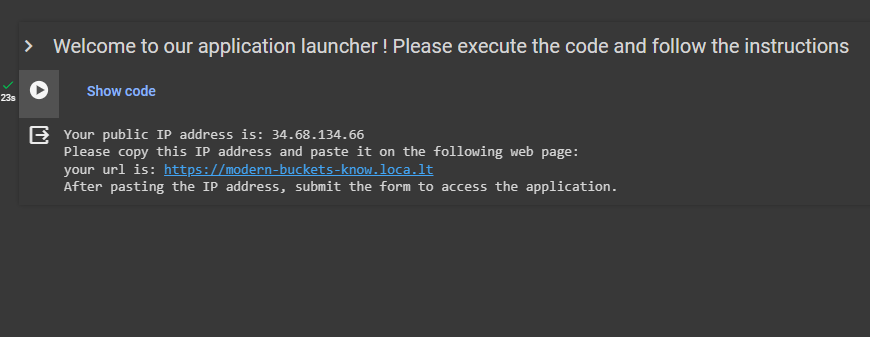 Welcome to our application launcher ! Please execute the code and follow the instructions
23s
Show code
Your public IP address is: 34.68.134.66
Please copy this IP address and paste it on the following web page:
your url is: https://modern-buckets-know.loca.lt
After pasting the IP address, submit the form to access the application.